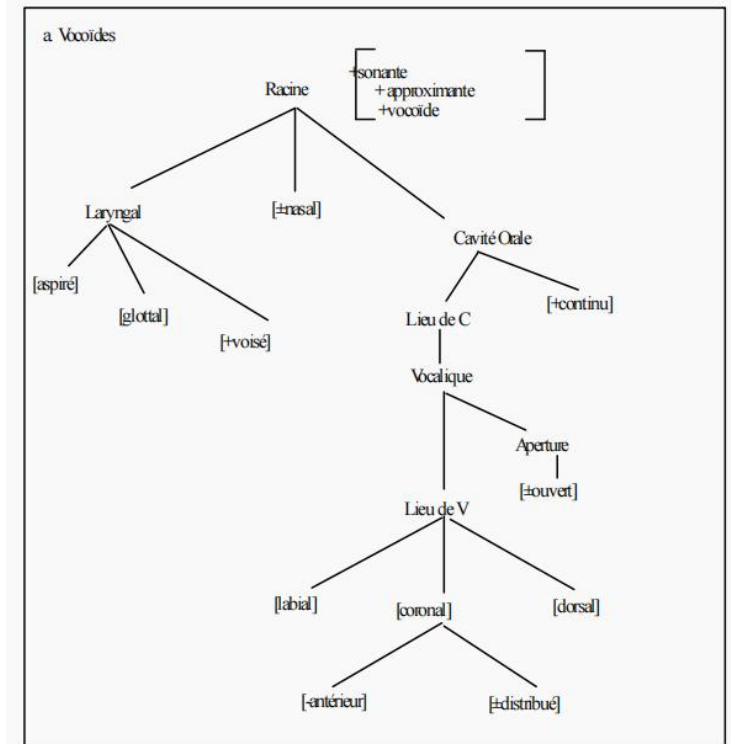 a. Vocoïdes
+sonante
Racine
+ approximante
+vocoïde
Laryngal
[±nasal]
Cavité Orale
[aspiré]
[glottal]
[+voisé]
[+continu]
Lieu de C
Vocalique
Aperture
[±ouvert]
Lieu de V
[labial]
[coronal]
[dorsal]
[-antérieur]
[±distribué]